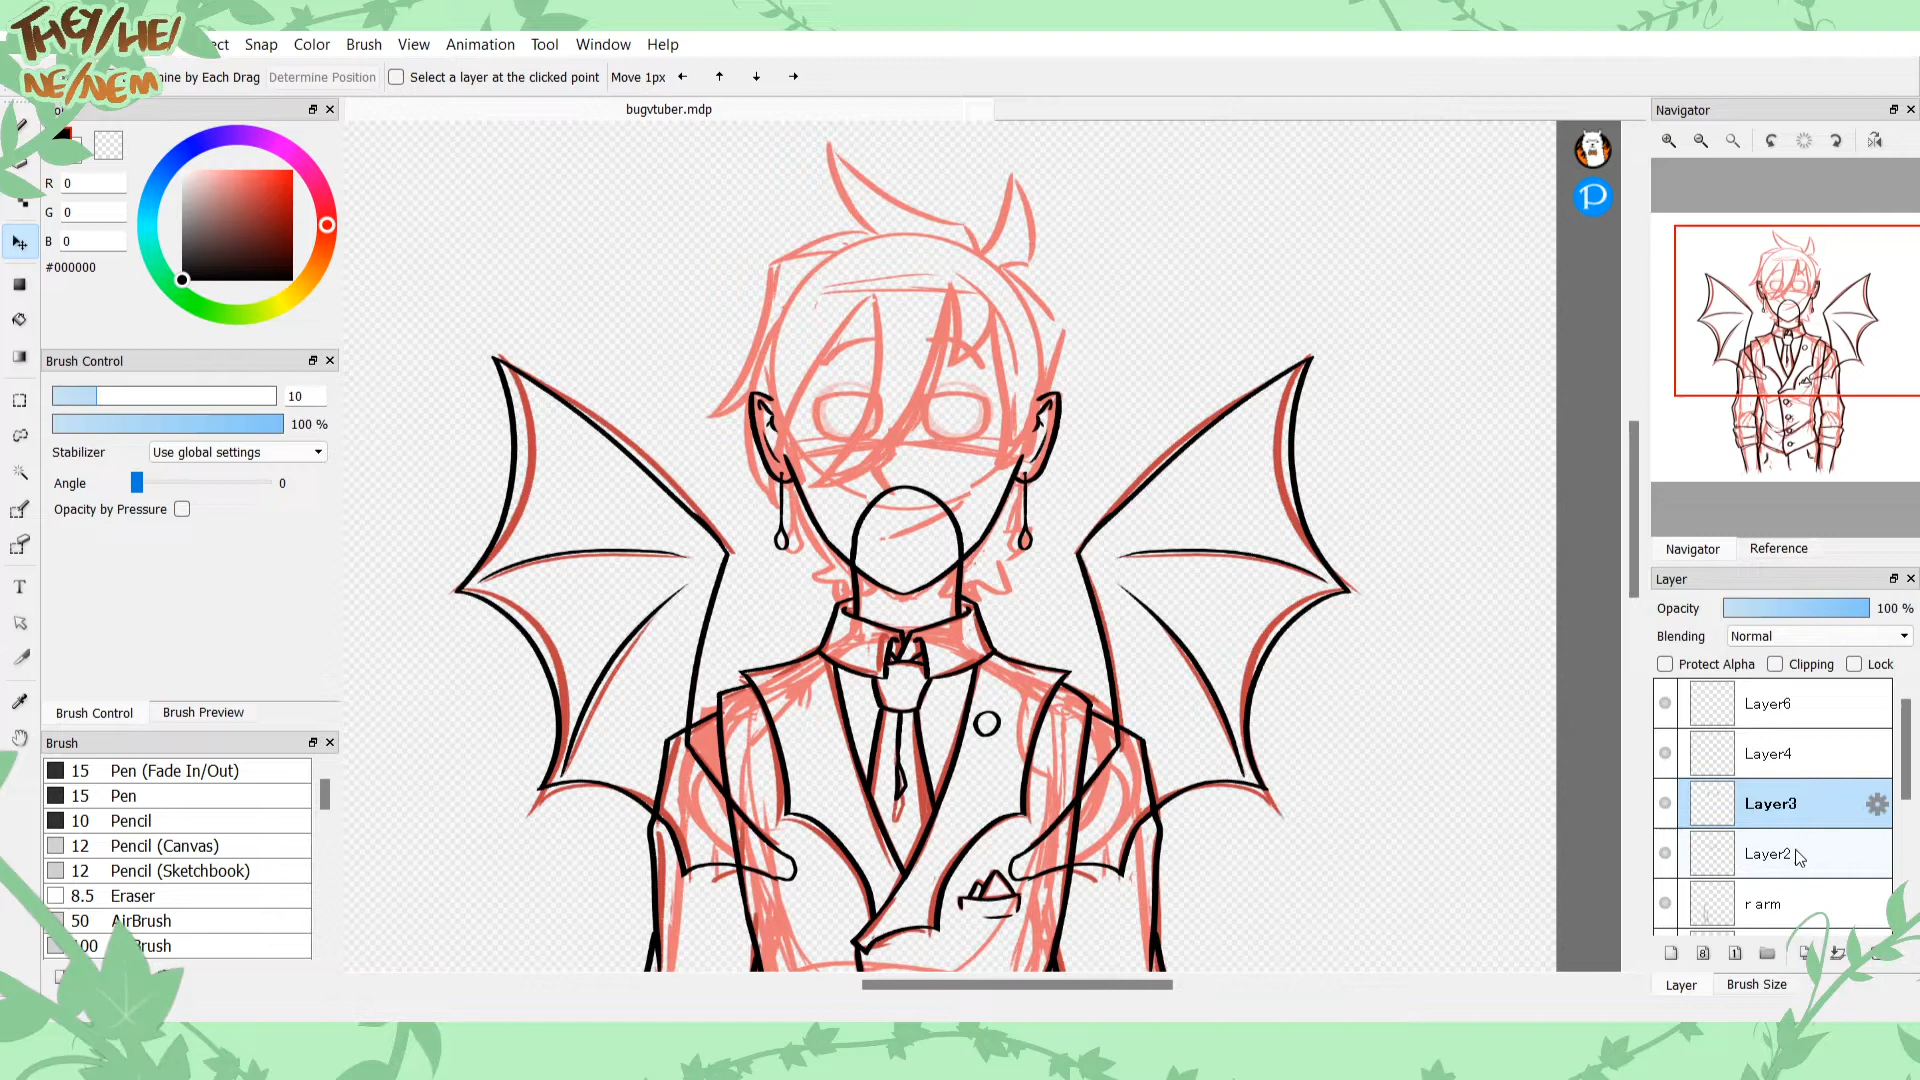 THEY/HE/
NE/NEM
ect Snap Color Brush View Animation Tool Window Help
ine by Each Drag Determine Position Select a layer at the clicked point Move 1px
bugvtuber.mdp
R 0
G 0
B 0
#000000
Brush Control
10
100 %
Stabilizer Use global settings
Angle 0
Opacity by Pressure
Brush Control Brush Preview
Brush
15 Pen (Fade In/Out)
15 Pen
10 Pencil
12 Pencil (Canvas)
12 Pencil (Sketchbook)
8.5 Eraser
50 AirBrush
100 Brush
P
Navigator
Navigator Reference
Layer
Opacity 100 %
Blending Normal
Protect Alpha Clipping Lock
Layer6
Layer4
Layer3
Layer2
r arm
8 1
Layer Brush Size
T